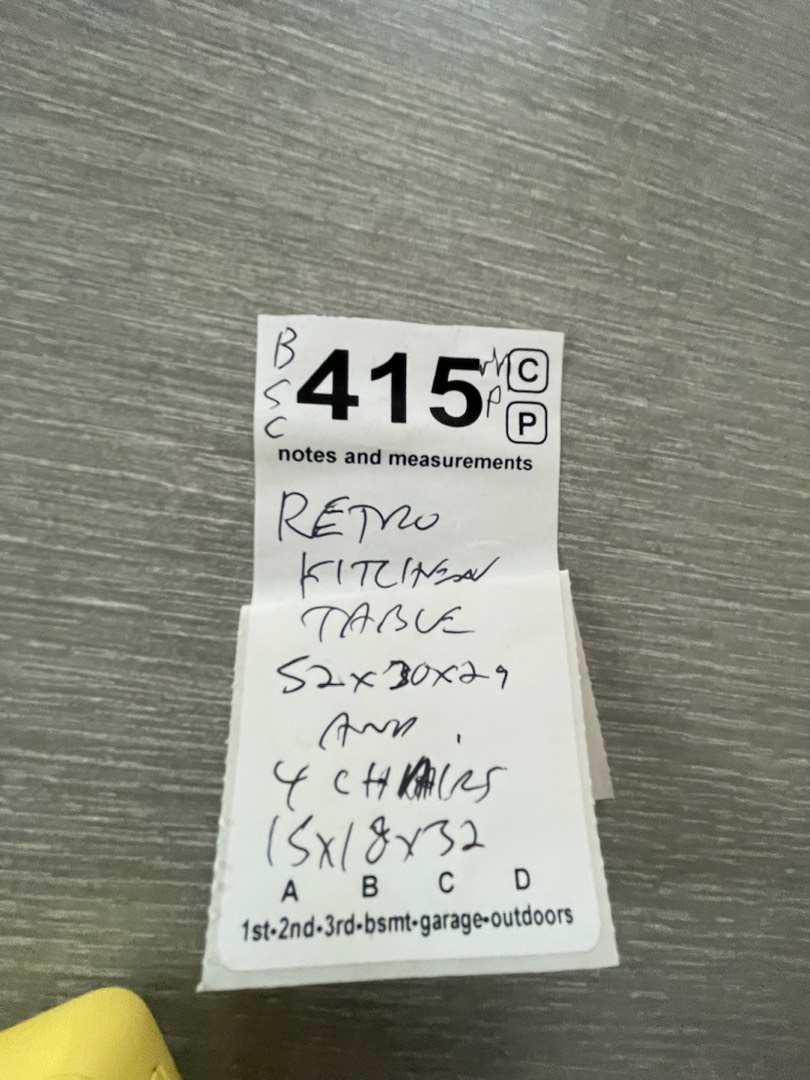 B
S
C
415
C
P
P
notes and measurements
RETRO
KITCHEN
TABLE
52x30x29
AND
4 CHAIRS
15x18x32
A B C D
1st•2nd•3rd•bsmt•garage•outdoors